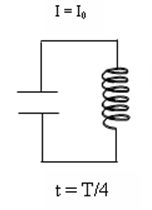 I = I₀
t = T/4